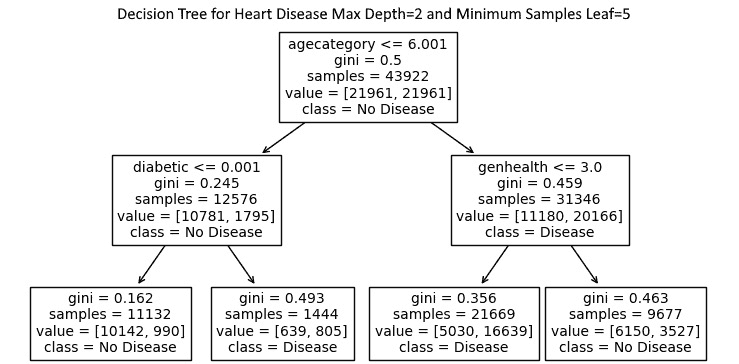 Decision Tree for Heart Disease Max Depth=2 and Minimum Samples Leaf=5
agecategory <= 6.001
gini = 0.5
samples = 43922
value = [21961, 21961]
class = No Disease
diabetic <= 0.001
gini = 0.245
samples = 12576
value = [10781, 1795]
class = No Disease
genhealth <= 3.0
gini = 0.459
samples = 31346
value = [11180, 20166]
class = Disease
gini = 0.162
samples = 11132
value = [10142, 990]
class = No Disease
gini = 0.493
samples = 1444
value = [639, 805]
class = Disease
gini = 0.356
samples = 21669
value = [5030, 16639]
class = Disease
gini = 0.463
samples = 9677
value = [6150, 3527]
class = No Disease